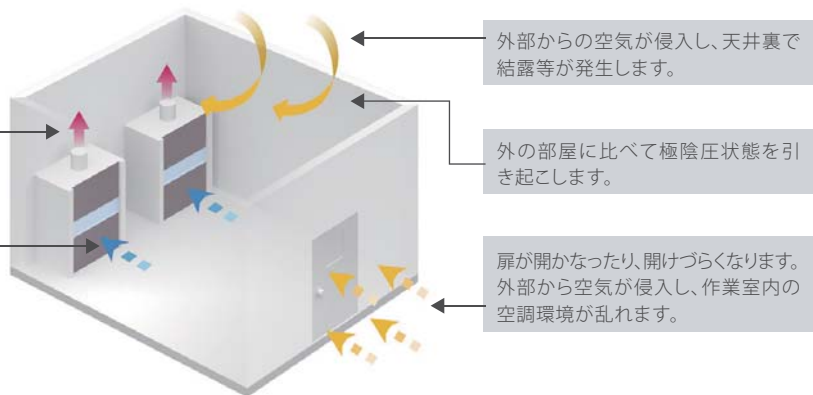 外部からの空気が侵入し、天井裏で
結露等が発生します。
外の部屋に比べて極陰圧状態を引
き起こします。
扉が開かなったり、開けづらくなります。
外部から空気が侵入し、作業室内の
空調環境が乱れます。